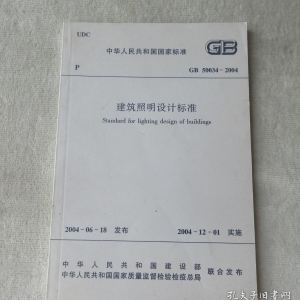 UDC
中华人民共和国国家标准
GB
P
GB 50034-2004
建筑照明设计标准
Standard for lighting design of buildings
2004-06-18 发布
2004-12-01 实施
中华人民共和国建设部
中华人民共和国国家质量监督检验检疫总局
联合发布
孔夫子旧书网